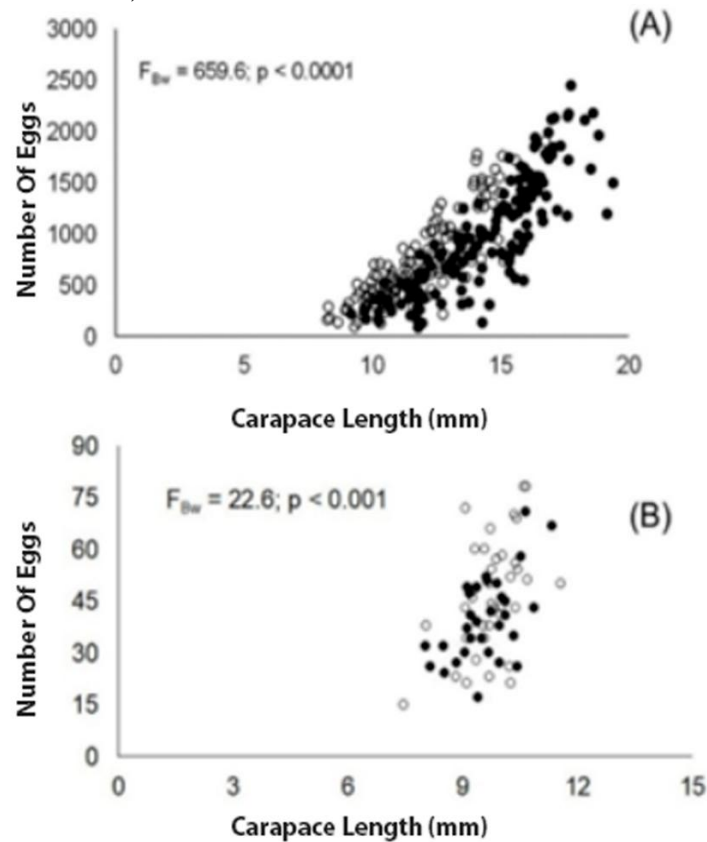 (A)
3000
2500
2000
1500
1000
500
0
F_Bw = 659.6; p < 0.0001
Number Of Eggs
0 5 10 15 20
Carapace Length (mm)
90
75
60
45
30
15
0
F_Bw = 22.6; p < 0.001
(B)
Number Of Eggs
0 3 6 9 12 15
Carapace Length (mm)